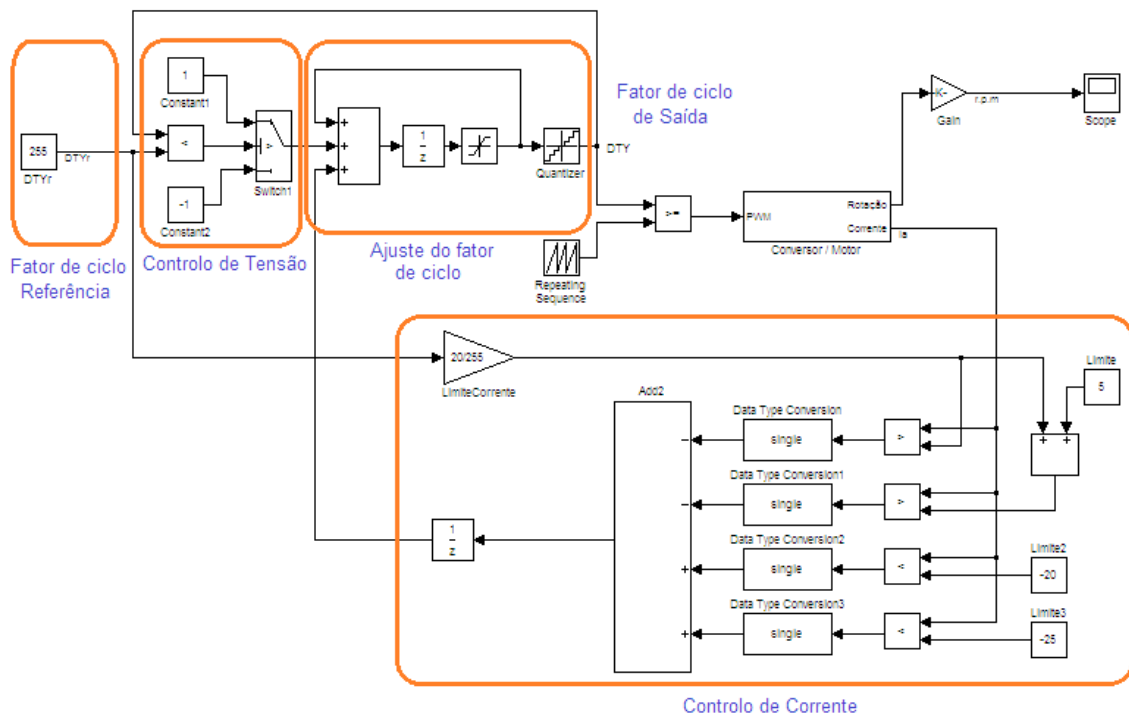 1
Constant1
255
DTYr
DTYr
<
>
-1
Constant2
Switch1
+
+
+
1
z
Quantizer
DTY
Fator de ciclo
de Saída
K-
Gain
r.p.m
Scope
Fator de ciclo
Referência
Controlo de Tensão
Ajuste do fator
de ciclo
Repeating
Sequence
>=
PWM
Rotação
Corrente
Conversor / Motor
Ia
20/255
LimiteCorrente
Limite
5
+ +
Add2
Data Type Conversion
- single >
Data Type Conversion1
- single >
Data Type Conversion2
+ single <
Limite2
-20
Data Type Conversion3
+ single <
Limite3
-25
1
z
Controlo de Corrente